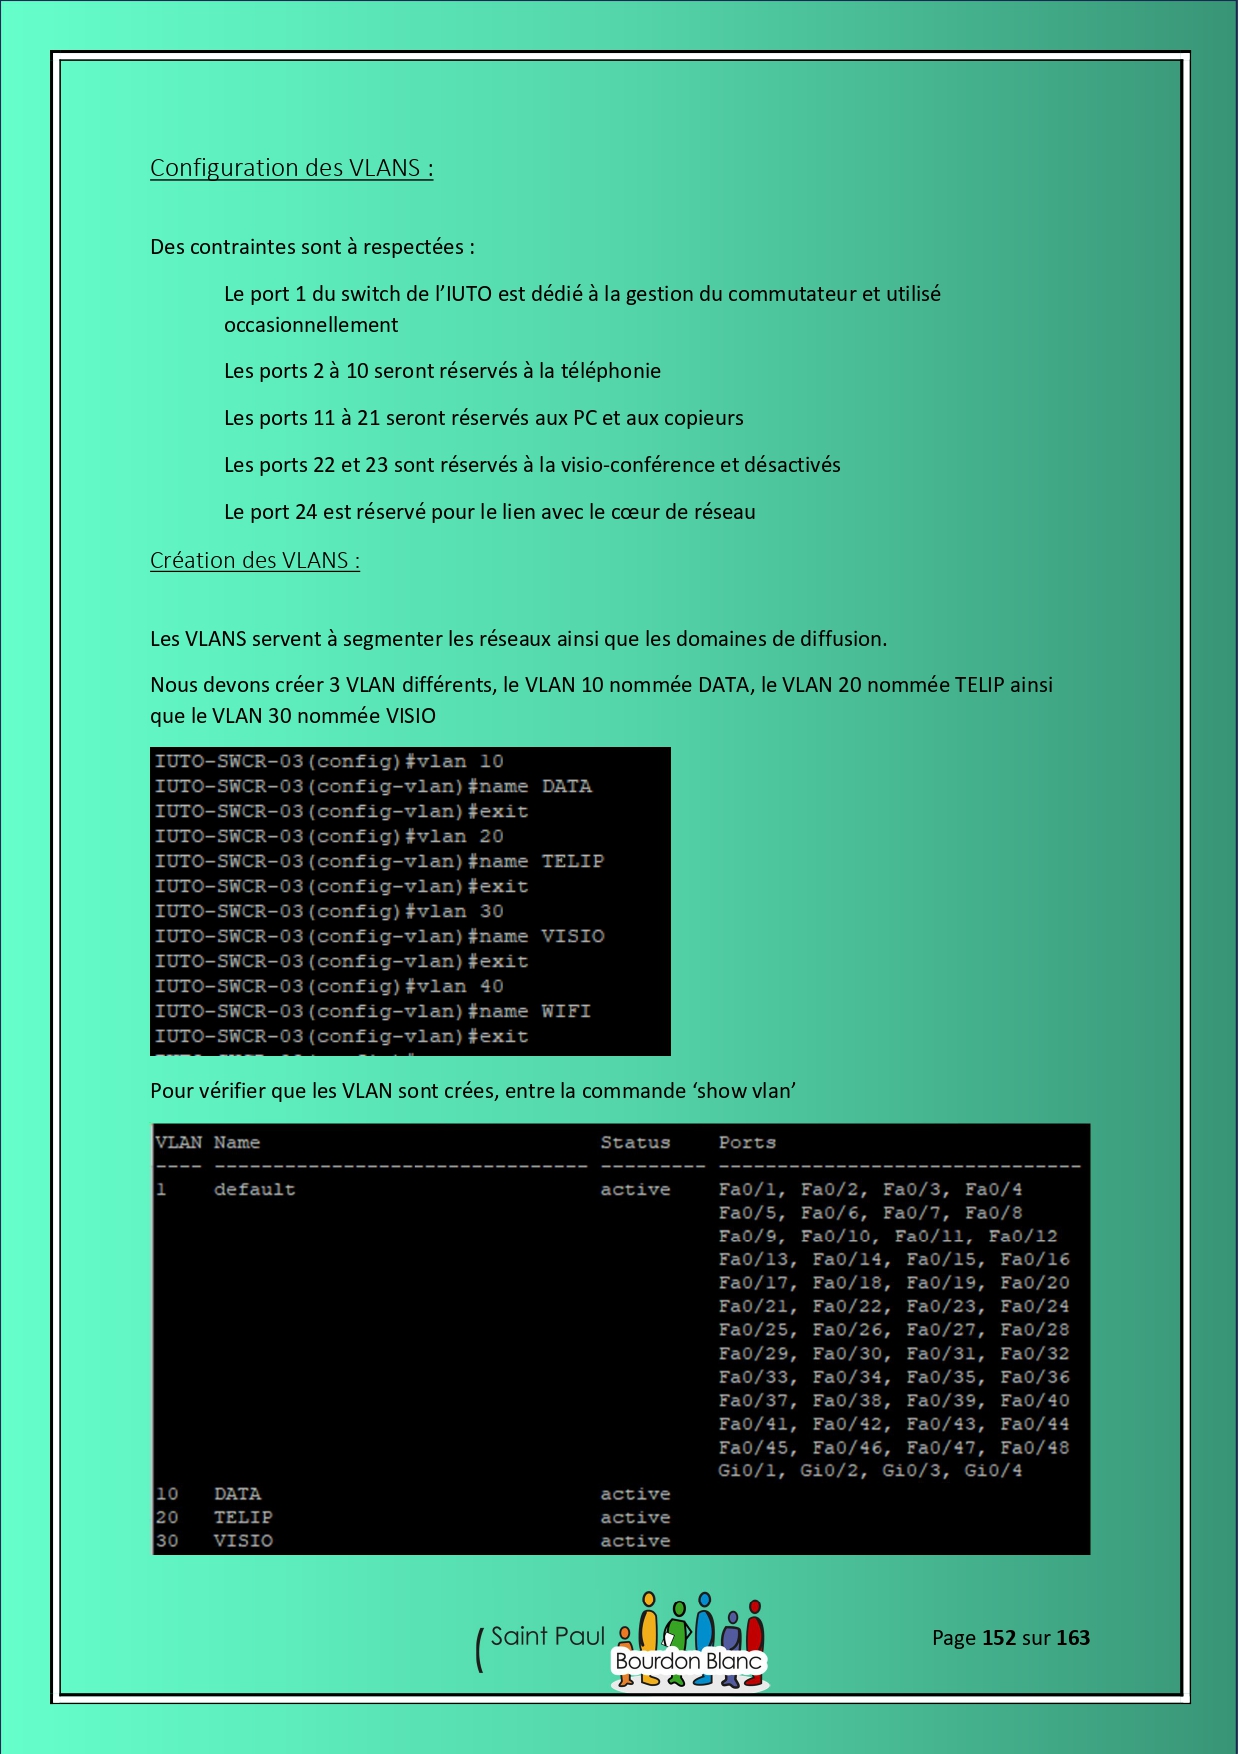 Configuration des VLANS :
Des contraintes sont à respectées :
Le port 1 du switch de l’IUTO est dédié à la gestion du commutateur et utilisé
occasionnellement
Les ports 2 à 10 seront réservés à la téléphonie
Les ports 11 à 21 seront réservés aux PC et aux copieurs
Les ports 22 et 23 sont réservés à la visio-conférence et désactivés
Le port 24 est réservé pour le lien avec le cœur de réseau
Création des VLANS :
Les VLANS servent à segmenter les réseaux ainsi que les domaines de diffusion.
Nous devons créer 3 VLAN différents, le VLAN 10 nommée DATA, le VLAN 20 nommée TELIP ainsi
que le VLAN 30 nommée VISIO
IUTO-SWCR-03(config)#vlan 10
IUTO-SWCR-03(config-vlan)#name DATA
IUTO-SWCR-03(config-vlan)#exit
IUTO-SWCR-03(config)#vlan 20
IUTO-SWCR-03(config-vlan)#name TELIP
IUTO-SWCR-03(config-vlan)#exit
IUTO-SWCR-03(config)#vlan 30
IUTO-SWCR-03(config-vlan)#name VISIO
IUTO-SWCR-03(config-vlan)#exit
IUTO-SWCR-03(config)#vlan 40
IUTO-SWCR-03(config-vlan)#name WIFI
IUTO-SWCR-03(config-vlan)#exit
Pour vérifier que les VLAN sont crées, entre la commande ‘show vlan’
VLAN Name Status Ports
---- -------------------------------- --------- -------------------------------
1 default active Fa0/1, Fa0/2, Fa0/3, Fa0/4
Fa0/5, Fa0/6, Fa0/7, Fa0/8
Fa0/9, Fa0/10, Fa0/11, Fa0/12
Fa0/13, Fa0/14, Fa0/15, Fa0/16
Fa0/17, Fa0/18, Fa0/19, Fa0/20
Fa0/21, Fa0/22, Fa0/23, Fa0/24
Fa0/25, Fa0/26, Fa0/27, Fa0/28
Fa0/29, Fa0/30, Fa0/31, Fa0/32
Fa0/33, Fa0/34, Fa0/35, Fa0/36
Fa0/37, Fa0/38, Fa0/39, Fa0/40
Fa0/41, Fa0/42, Fa0/43, Fa0/44
Fa0/45, Fa0/46, Fa0/47, Fa0/48
Gi0/1, Gi0/2, Gi0/3, Gi0/4
10 DATA active
20 TELIP active
30 VISIO active
Saint Paul
Bourdon Blanc
Page 152 sur 163